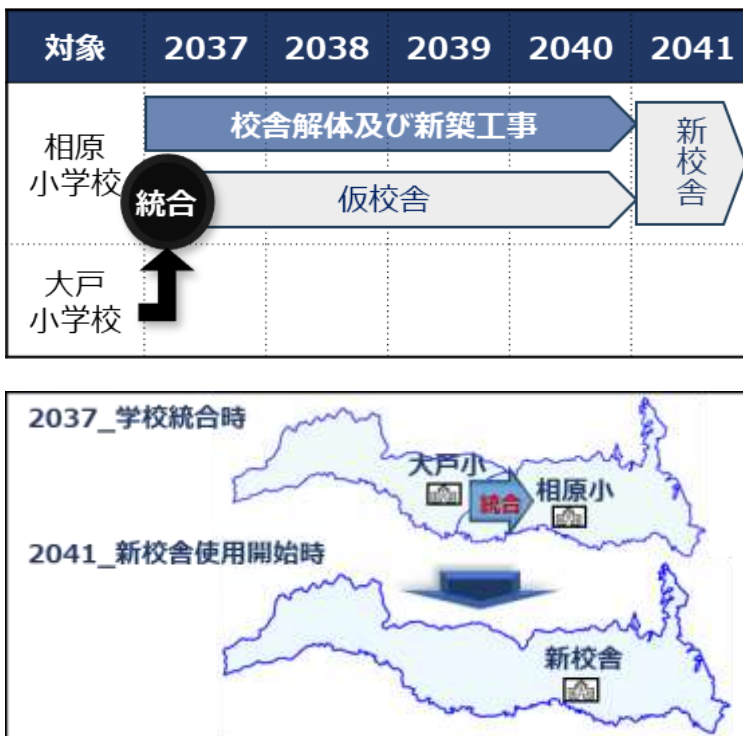 対象 2037 2038 2039 2040 2041
相原
小学校
校舎解体及び新築工事
統合
仮校舎
新校舎
大戸
小学校
2037_学校統合時
大戸小
統合
相原小
2041_新校舎使用開始時
新校舎